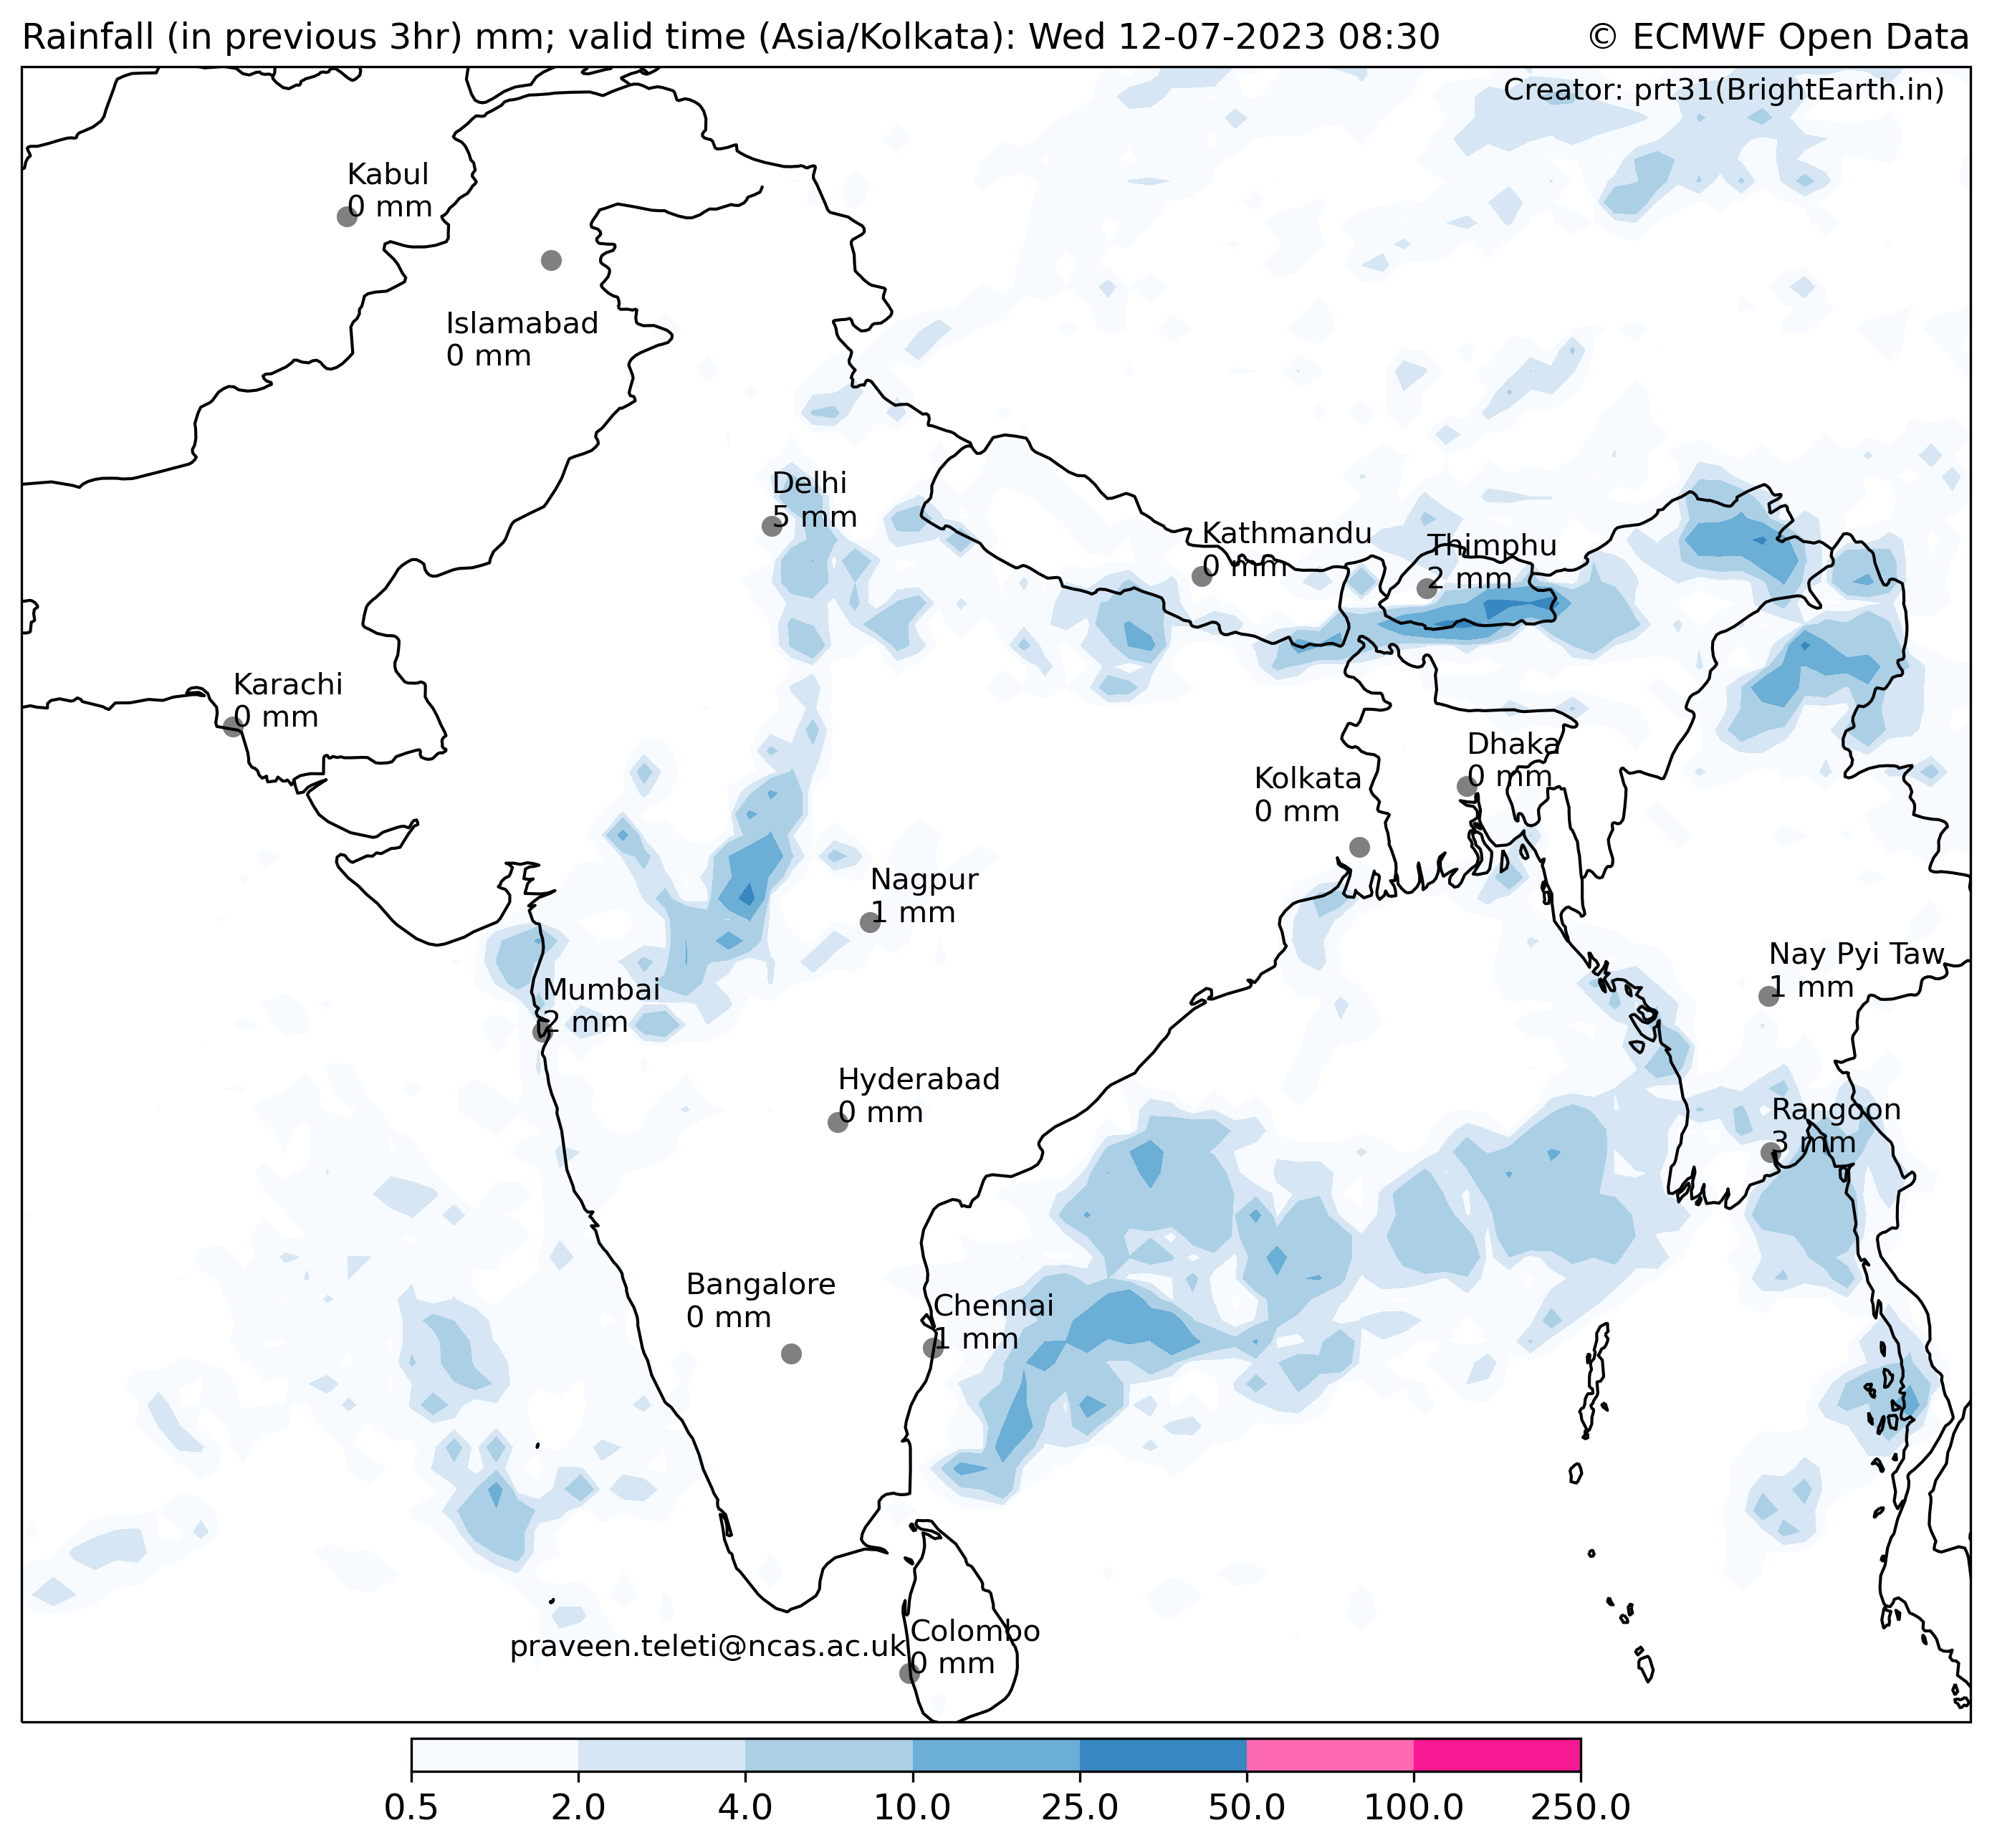 Rainfall (in previous 3hr) mm; valid time (Asia/Kolkata): Wed 12-07-2023 08:30
© ECMWF Open Data
Creator: prt31(BrightEarth.in)
Kabul
0 mm
Islamabad
0 mm
Delhi
5 mm
Kathmandu
0 mm
Thimphu
2 mm
Karachi
0 mm
Dhaka
0 mm
Kolkata
0 mm
Nagpur
1 mm
Nay Pyi Taw
1 mm
Mumbai
2 mm
Hyderabad
0 mm
Rangoon
3 mm
Bangalore
0 mm
Chennai
1 mm
Colombo
0 mm
praveen.teleti@ncas.ac.uk
0.5 2.0 4.0 10.0 25.0 50.0 100.0 250.0